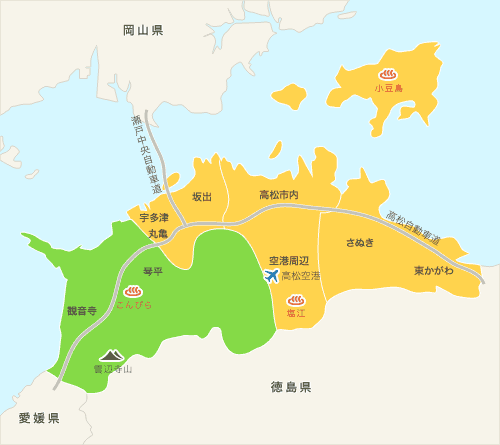 岡山県
小豆島
瀬戸中央自動車道
坂出
高松市内
宇多津
丸亀
高松自動車道
さぬき
空港周辺
高松空港
東かがわ
琴平
こんぴら
塩江
観音寺
雲辺寺山
徳島県
愛媛県